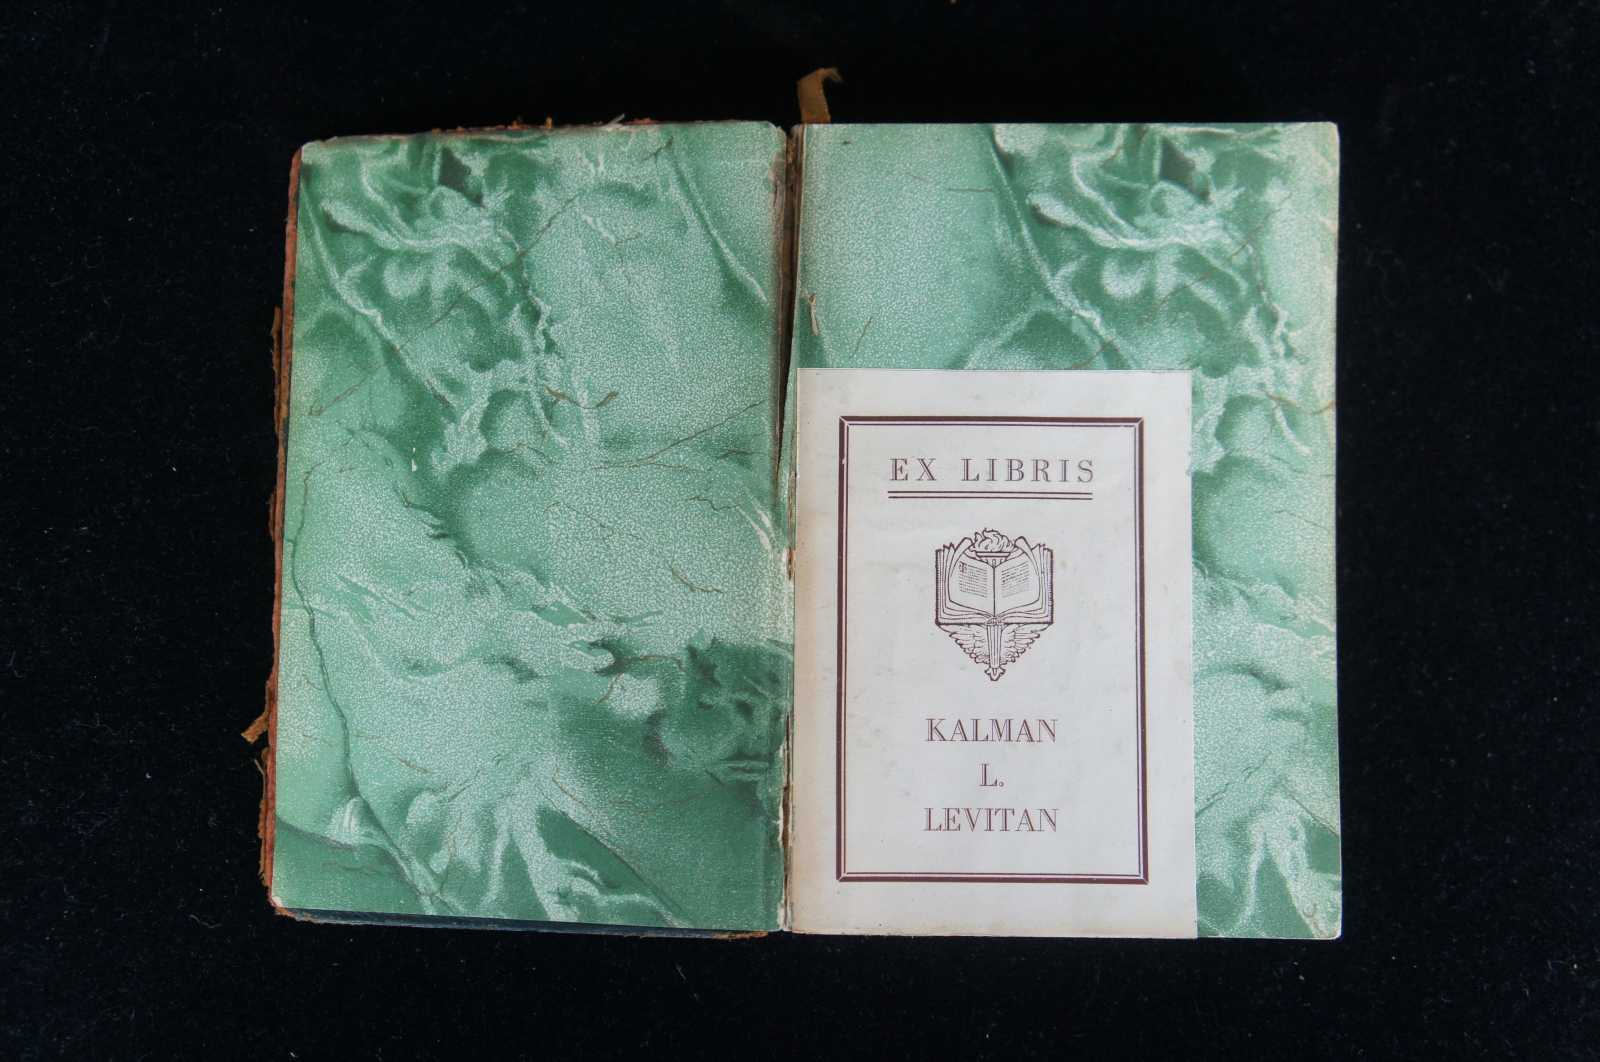 EX LIBRIS
KALMAN
L.
LEVITAN